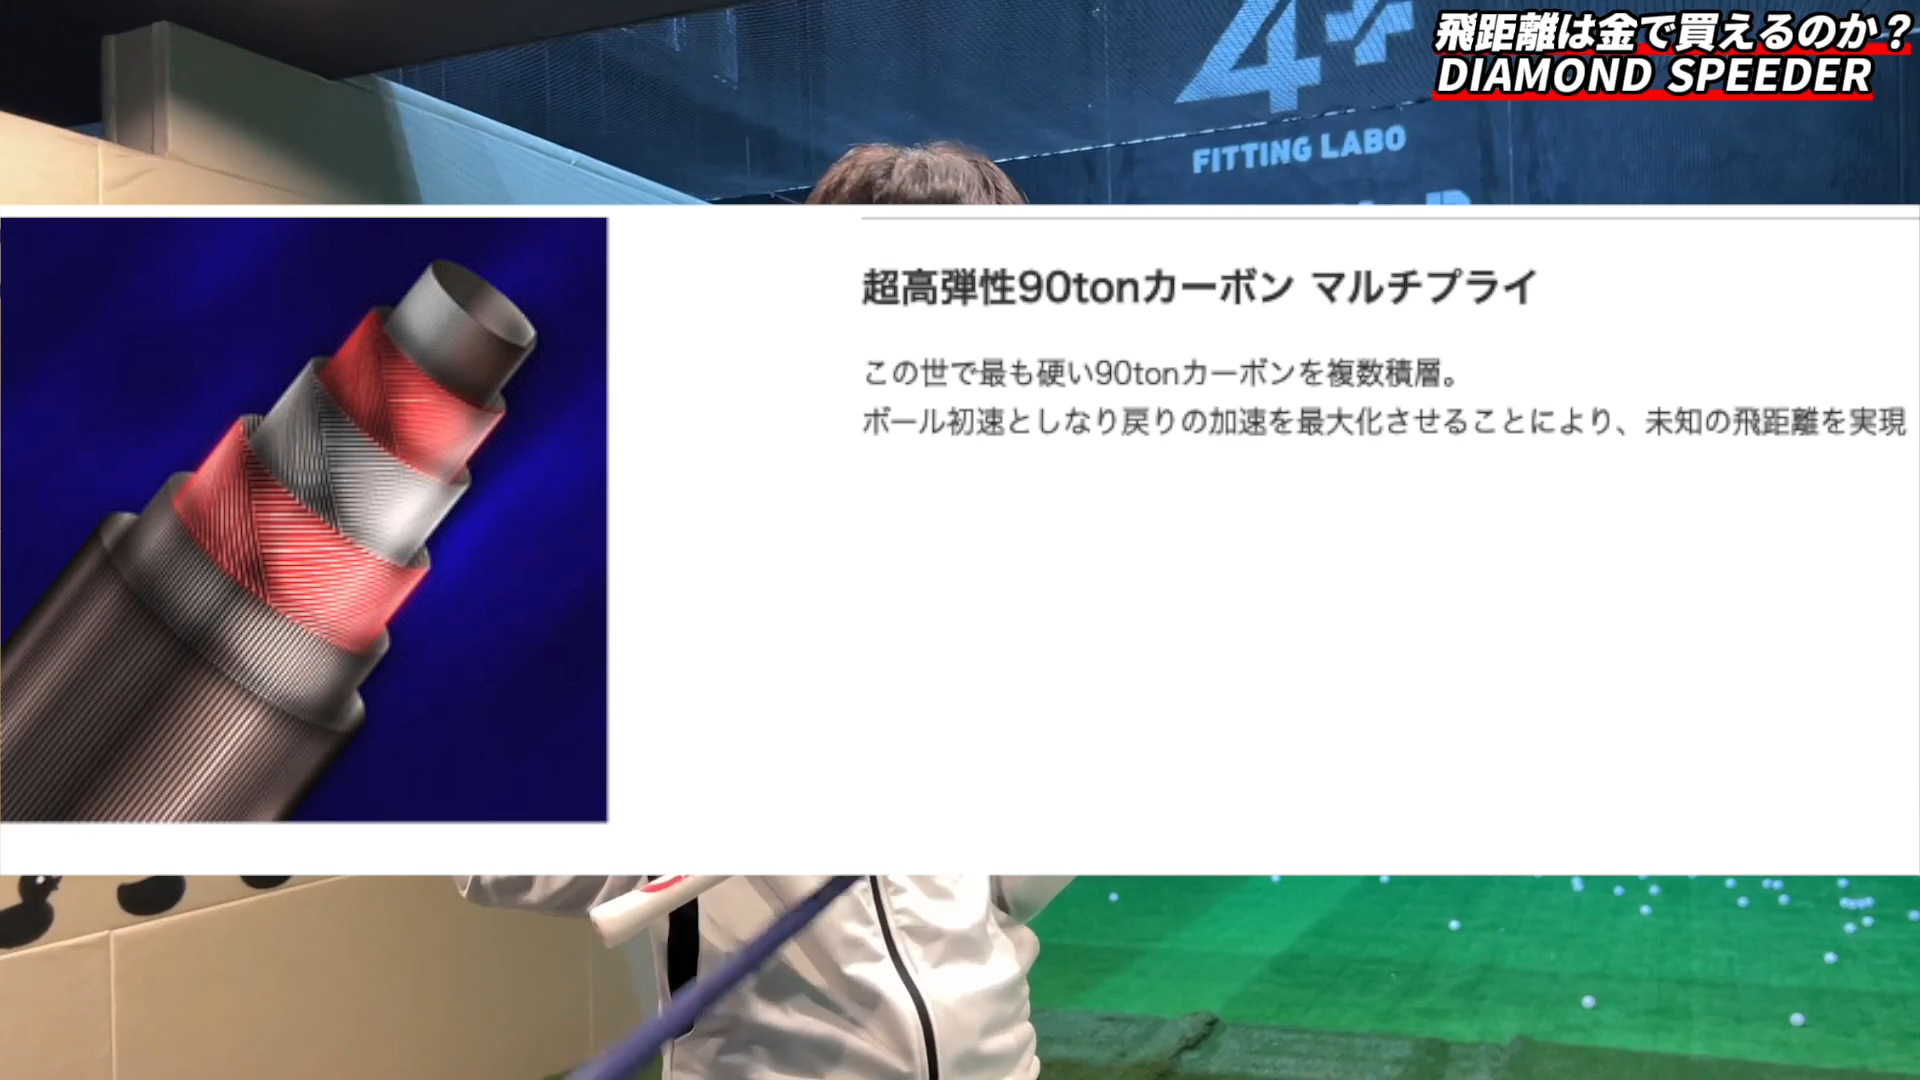 飛距離は金で買えるのか？
DIAMOND SPEEDER
4+
FITTING LABO
超高弾性90tonカーボン マルチプライ
この世で最も硬い90tonカーボンを複数積層。
ボール初速としなり戻りの加速を最大化させることにより、未知の飛距離を実現